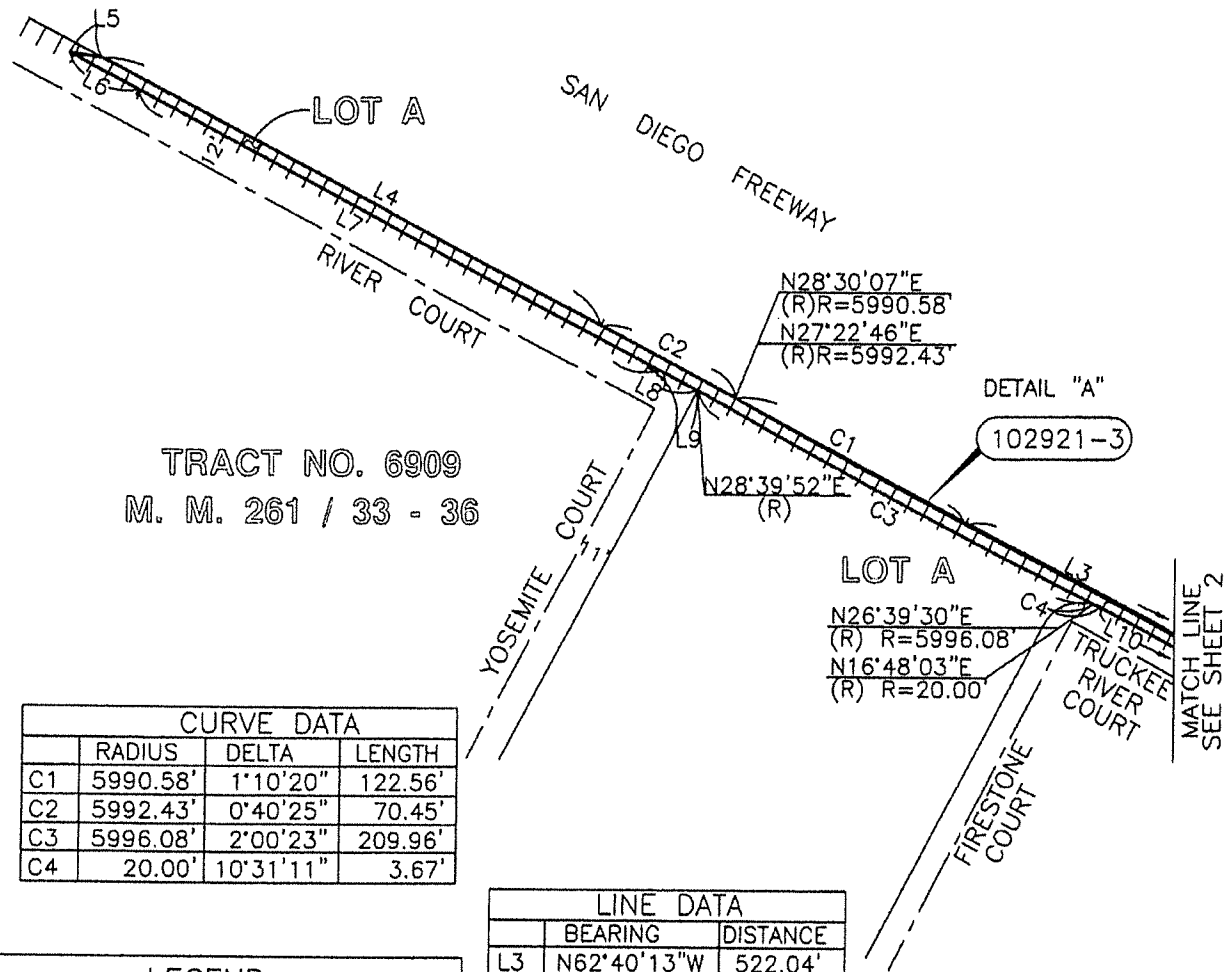 L5
L6
LOT A
SAN DIEGO FREEWAY
12'
L4
L7
RIVER COURT
N28°30'07"E
(R)R=5990.58'
N27°22'46"E
(R)R=5992.43'
C2
L8
L9
DETAIL "A"
102921-3
C1
C3
N28°39'52"E
(R)
TRACT NO. 6909
M. M. 261 / 33 - 36
YOSEMITE COURT
11'
LOT A
L3
C4
L10
N26°39'30"E
(R) R=5996.08'
N16°48'03"E
(R) R=20.00'
TRUCKEE
RIVER
COURT
MATCH LINE
SEE SHEET 2
FIRESTONE
COURT
CURVE DATA
RADIUS DELTA LENGTH
C1 5990.58' 1°10'20" 122.56'
C2 5992.43' 0°40'25" 70.45'
C3 5996.08' 2°00'23" 209.96'
C4 20.00' 10°31'11" 3.67'
LINE DATA
BEARING DISTANCE
L3 N62°40'13"W 522.04'
LEGEND